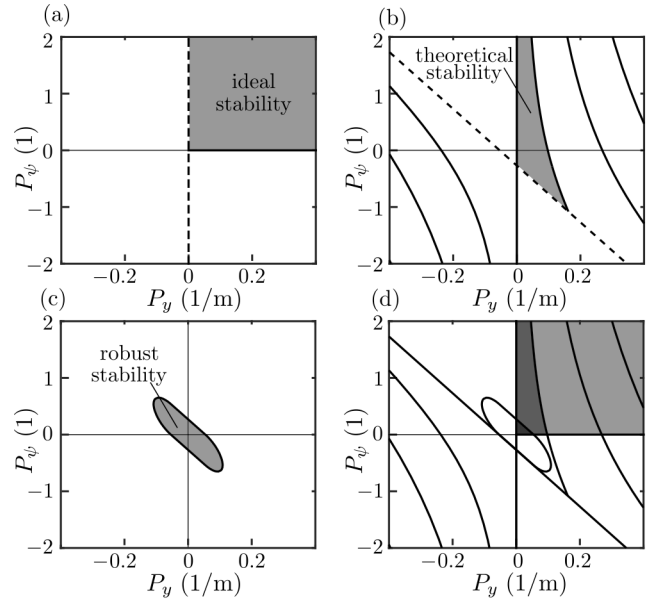 (a)
2
1
0
−1
−2
P_ψ (1)
ideal
stability
−0.2
0
0.2
P_y (1/m)
(b)
2
1
0
−1
−2
P_ψ (1)
theoretical
stability
−0.2
0
0.2
P_y (1/m)
(c)
2
1
0
−1
−2
P_ψ (1)
robust
stability
−0.2
0
0.2
P_y (1/m)
(d)
2
1
0
−1
−2
P_ψ (1)
−0.2
0
0.2
P_y (1/m)